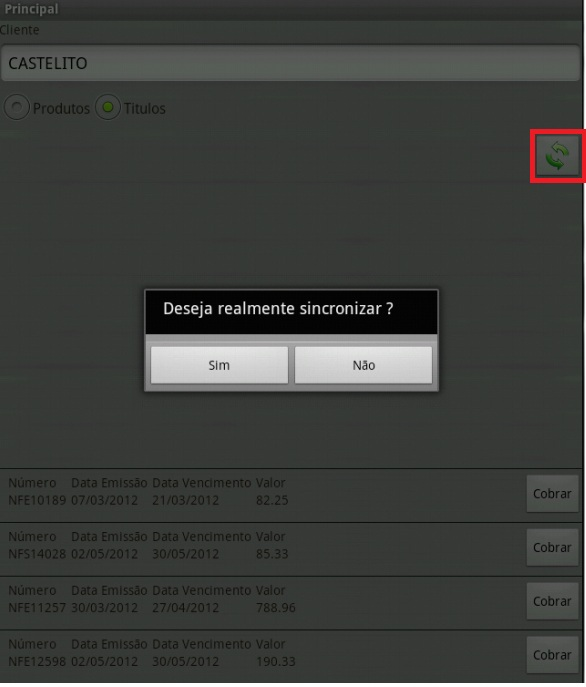 Principal
Cliente
CASTELITO
Produtos Titulos
Deseja realmente sincronizar ?
Sim Não
Número Data Emissão Data Vencimento Valor
NFE10189 07/03/2012 21/03/2012 82.25
Cobrar
Número Data Emissão Data Vencimento Valor
NFS14028 02/05/2012 30/05/2012 85.33
Cobrar
Número Data Emissão Data Vencimento Valor
NFE11257 30/03/2012 27/04/2012 788.96
Cobrar
Número Data Emissão Data Vencimento Valor
NFE12598 02/05/2012 30/05/2012 190.33
Cobrar